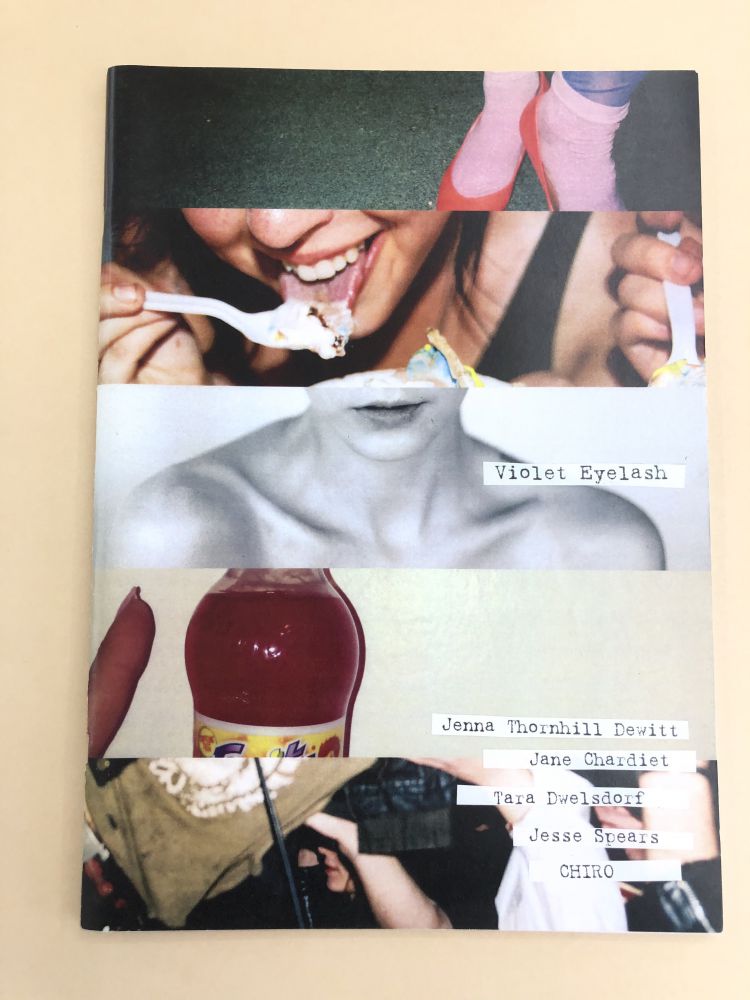 Violet Eyelash
Jenna Thornhill Dewitt
Jane Chardiet
Tara Dwelsdorf
Jesse Spears
CHIRO